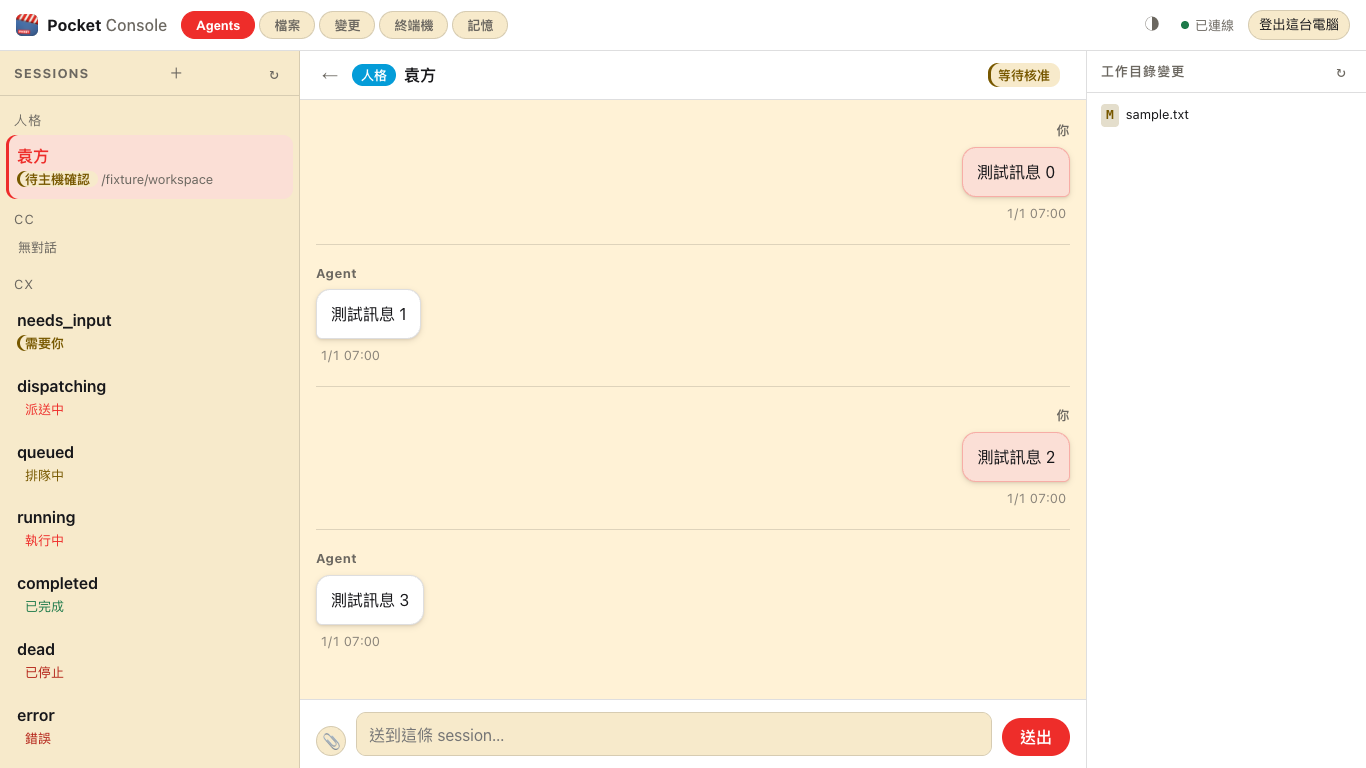 Pocket Console
Agents
檔案
變更
終端機
記憶
已連線
登出這台電腦
SESSIONS
人格
袁方
待主機確認 /fixture/workspace
CC
無對話
CX
needs_input
需要你
dispatching
派送中
queued
排隊中
running
執行中
completed
已完成
dead
已停止
error
錯誤
← 人格 袁方
等待核准
你
測試訊息 0
1/1 07:00
Agent
測試訊息 1
1/1 07:00
你
測試訊息 2
1/1 07:00
Agent
測試訊息 3
1/1 07:00
送到這條 session...
送出
工作目錄變更
M sample.txt